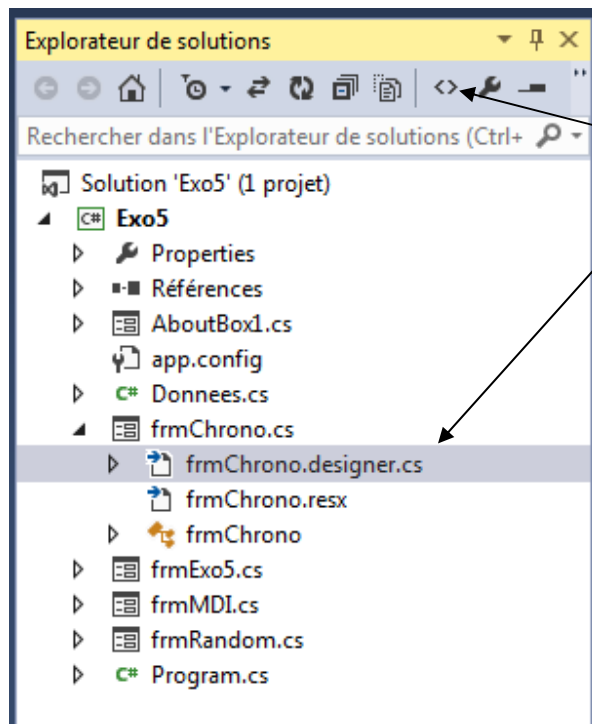 Explorateur de solutions
Rechercher dans l'Explorateur de solutions (Ctrl+
Solution 'Exo5' (1 projet)
C# Exo5
Properties
Références
AboutBox1.cs
app.config
C# Donnees.cs
frmChrono.cs
frmChrono.designer.cs
frmChrono.resx
frmChrono
frmExo5.cs
frmMDI.cs
frmRandom.cs
C# Program.cs